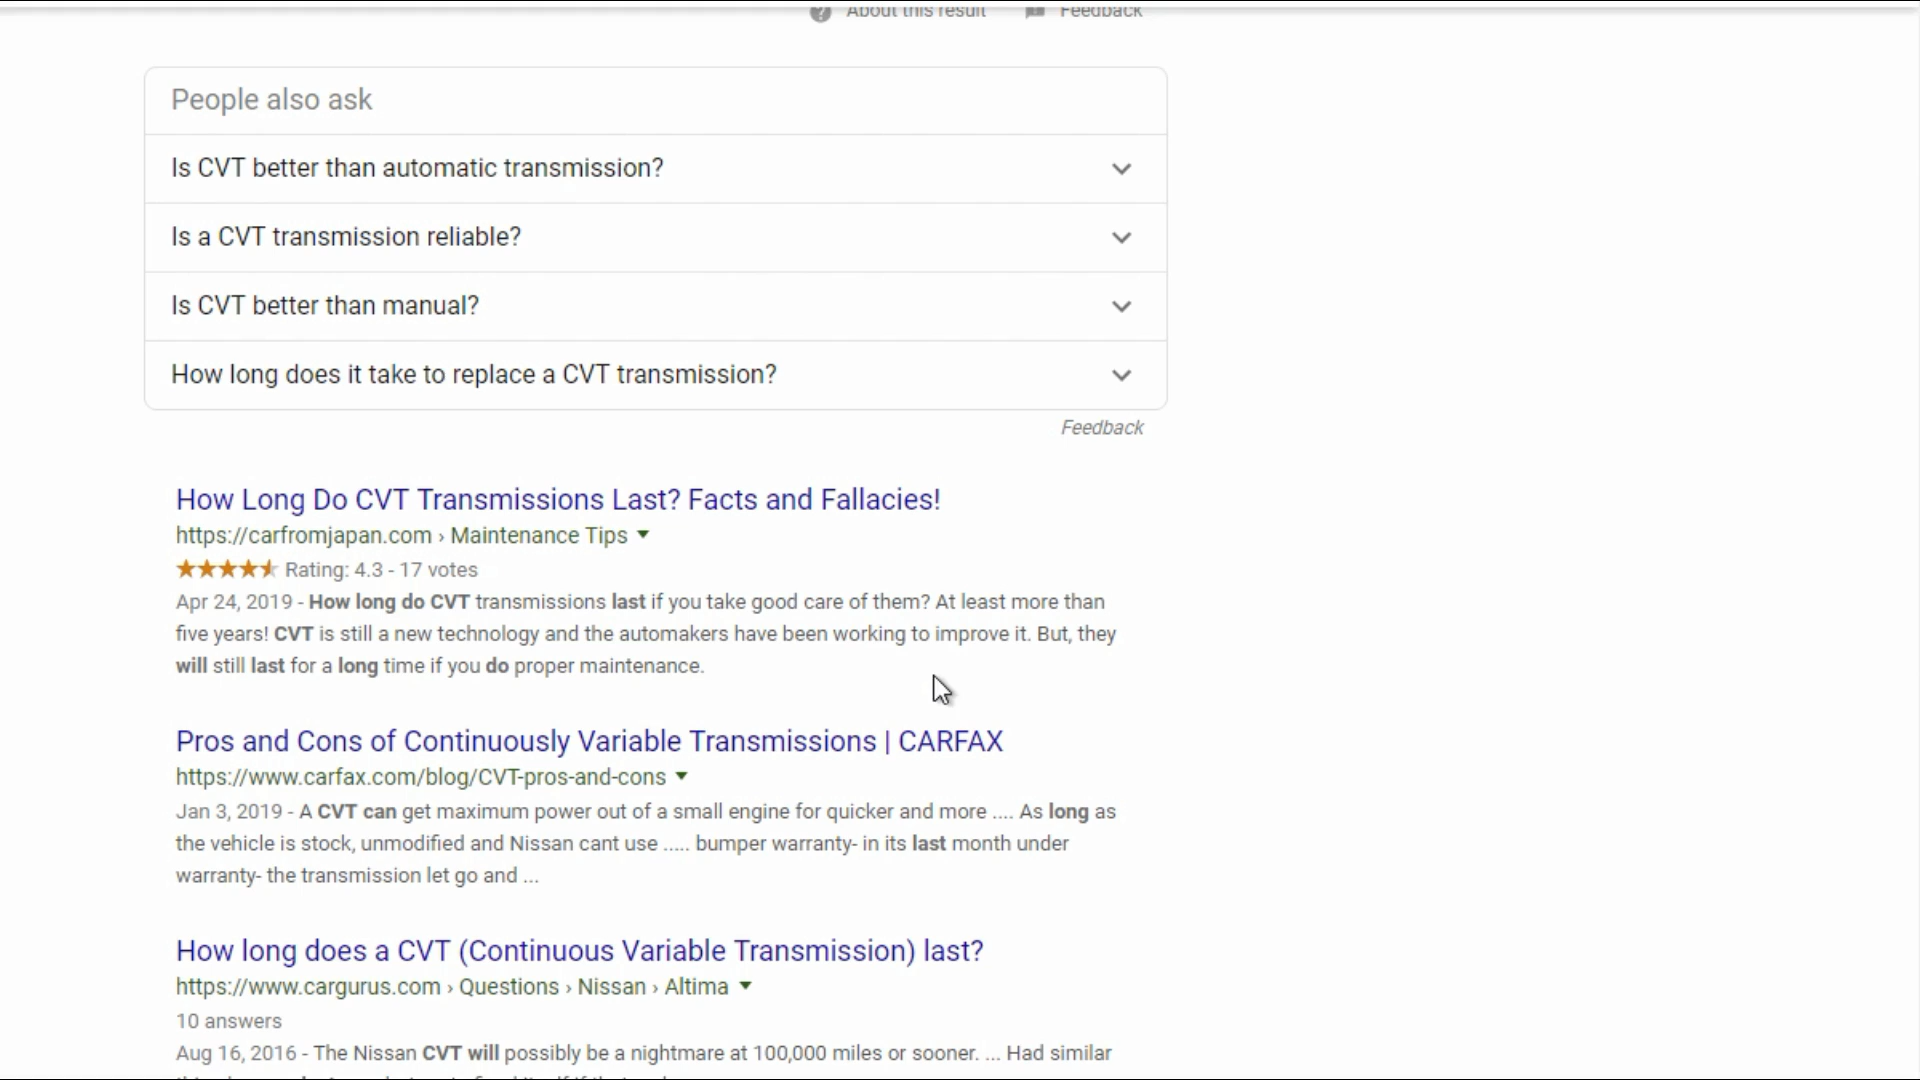 About this result Feedback
People also ask
Is CVT better than automatic transmission?
Is a CVT transmission reliable?
Is CVT better than manual?
How long does it take to replace a CVT transmission?
Feedback
How Long Do CVT Transmissions Last? Facts and Fallacies!
https://carfromjapan.com › Maintenance Tips
Rating: 4.3 - 17 votes
Apr 24, 2019 - How long do CVT transmissions last if you take good care of them? At least more than
five years! CVT is still a new technology and the automakers have been working to improve it. But, they
will still last for a long time if you do proper maintenance.
Pros and Cons of Continuously Variable Transmissions | CARFAX
https://www.carfax.com/blog/CVT-pros-and-cons
Jan 3, 2019 - A CVT can get maximum power out of a small engine for quicker and more .... As long as
the vehicle is stock, unmodified and Nissan cant use ..... bumper warranty- in its last month under
warranty- the transmission let go and ...
How long does a CVT (Continuous Variable Transmission) last?
https://www.cargurus.com › Questions › Nissan › Altima
10 answers
Aug 16, 2016 - The Nissan CVT will possibly be a nightmare at 100,000 miles or sooner. ... Had similar